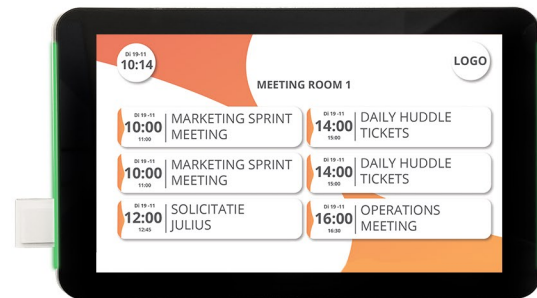 Di 19-11
10:14
LOGO
MEETING ROOM 1
Di 19 -11
10:00
11:00
MARKETING SPRINT
MEETING
Di 19 -11
14:00
15:00
DAILY HUDDLE
TICKETS
Di 19 -11
10:00
11:00
MARKETING SPRINT
MEETING
Di 19 -11
14:00
15:00
DAILY HUDDLE
TICKETS
Di 19 -11
12:00
12:45
SOLICITATIE
JULIUS
Di 19 -11
16:00
16:30
OPERATIONS
MEETING